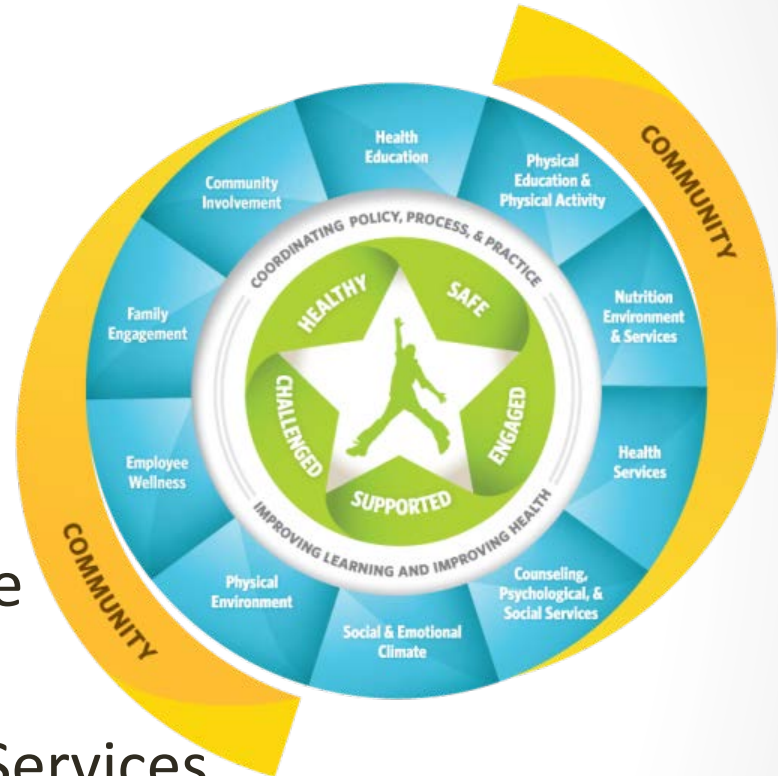 COMMUNITY
Health
Education
Physical
Education &
Physical Activity
Nutrition
Environment
& Services
Health
Services
Counseling,
Psychological, &
Social Services
Social & Emotional
Climate
Physical
Environment
Employee
Wellness
Family
Engagement
Community
Involvement
COORDINATING POLICY, PROCESS, & PRACTICE
IMPROVING LEARNING AND IMPROVING HEALTH
HEALTHY
SAFE
ENGAGED
SUPPORTED
CHALLENGED
COMMUNITY
e
Services